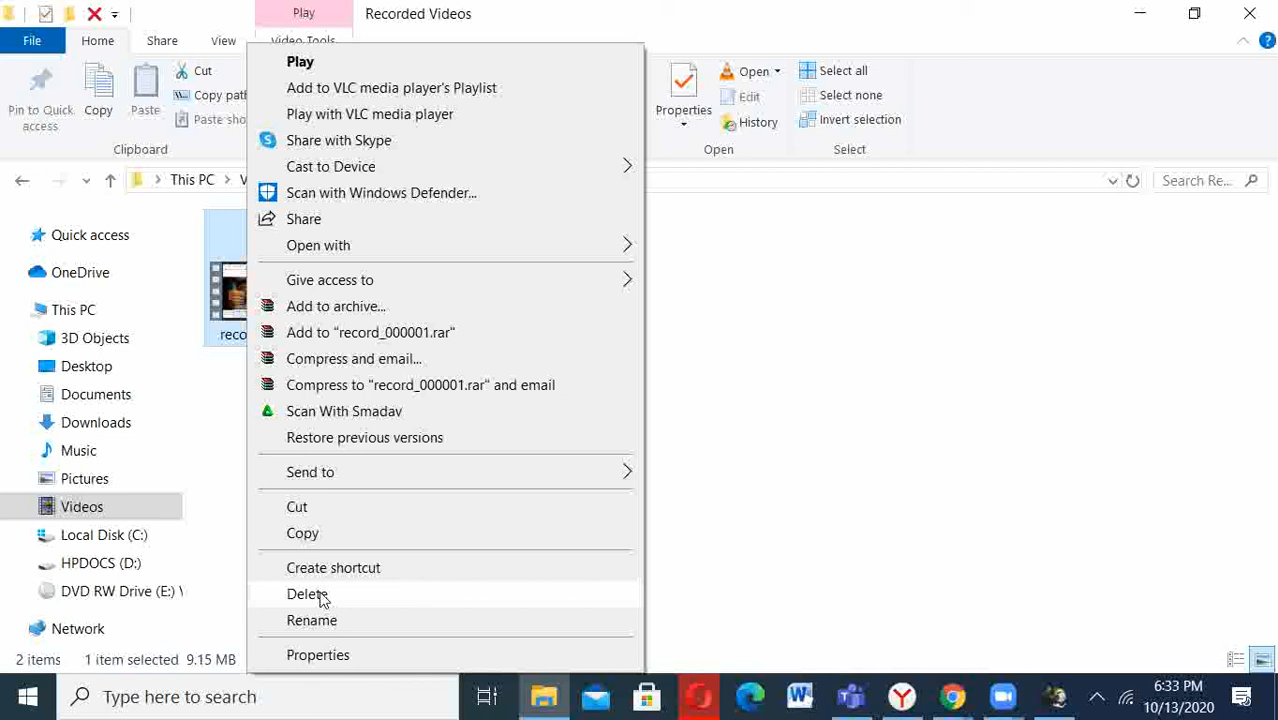 Play
Recorded Videos
File
Home
Share
View
Video Tools
Pin to Quick
access
Copy
Paste
Cut
Copy
Paste
Clipboard
Properties
Open
Edit
History
Open
Select all
Select none
Invert selection
Select
This PC
Search Re...
Quick access
OneDrive
This PC
3D Objects
Desktop
Documents
Downloads
Music
Pictures
Videos
Local Disk (C:)
HPDOCS (D:)
DVD RW Drive (E:) \
Network
Play
Add to VLC media player's Playlist
Play with VLC media player
Share with Skype
Cast to Device
Scan with Windows Defender...
Share
Open with
Give access to
Add to archive...
Add to "record_000001.rar"
Compress and email...
Compress to "record_000001.rar" and email
Scan With Smadav
Restore previous versions
Send to
Cut
Copy
Create shortcut
Delete
Rename
Properties
2 items
1 item selected
9.15 MB
Type here to search
6:33 PM
10/13/2020